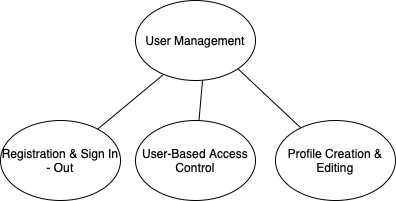 User Management
Registration & Sign In
- Out
User-Based Access
Control
Profile Creation &
Editing